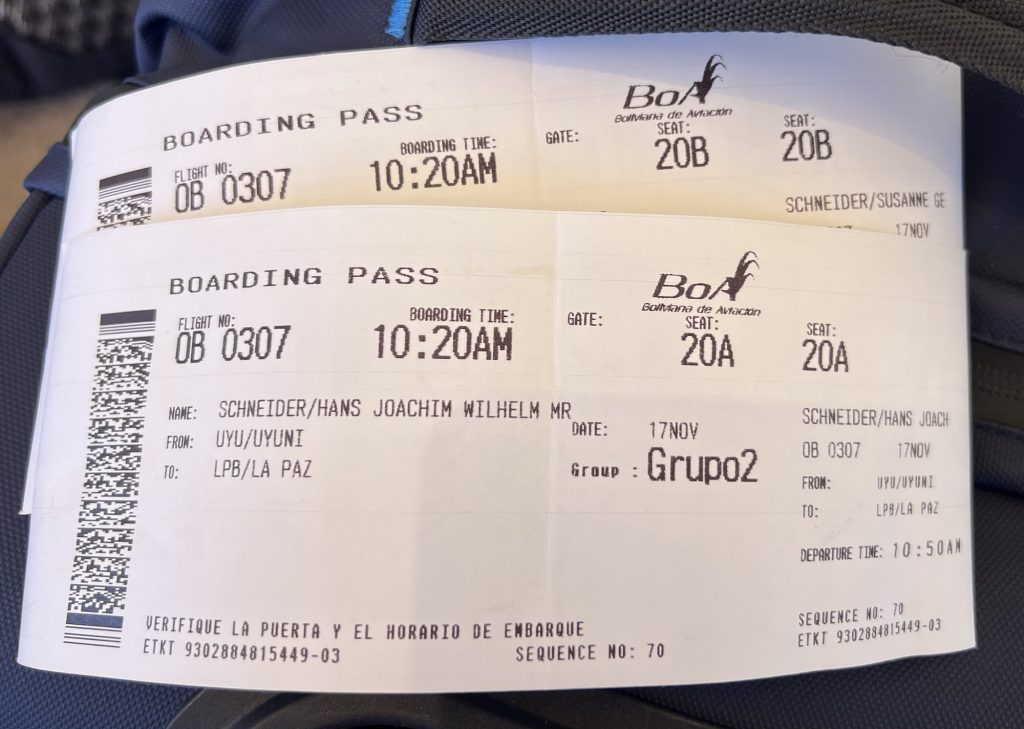 BOARDING PASS
BoA
Boliviana de Aviación
FLIGHT NO:
OB 0307
BOARDING TIME:
10:20AM
GATE:
SEAT:
20B
SEAT:
20B
SCHNEIDER/SUSANNE GE
17NOV
BOARDING PASS
BoA
Boliviana de Aviación
FLIGHT NO:
OB 0307
BOARDING TIME:
10:20AM
GATE:
SEAT:
20A
SEAT:
20A
NAME: SCHNEIDER/HANS JOACHIM WILHELM MR
FROM: UYU/UYUNI
TO: LPB/LA PAZ
DATE: 17NOV
Group : Grupo2
SCHNEIDER/HANS JOACH
OB 0307 17NOV
FROM: UYU/UYUNI
TO: LPB/LA PAZ
DEPARTURE TIME: 10:50AM
VERIFIQUE LA PUERTA Y EL HORARIO DE EMBARQUE
ETKT 9302884815449-03
SEQUENCE NO: 70
SEQUENCE NO: 70
ETKT 9302884815449-03